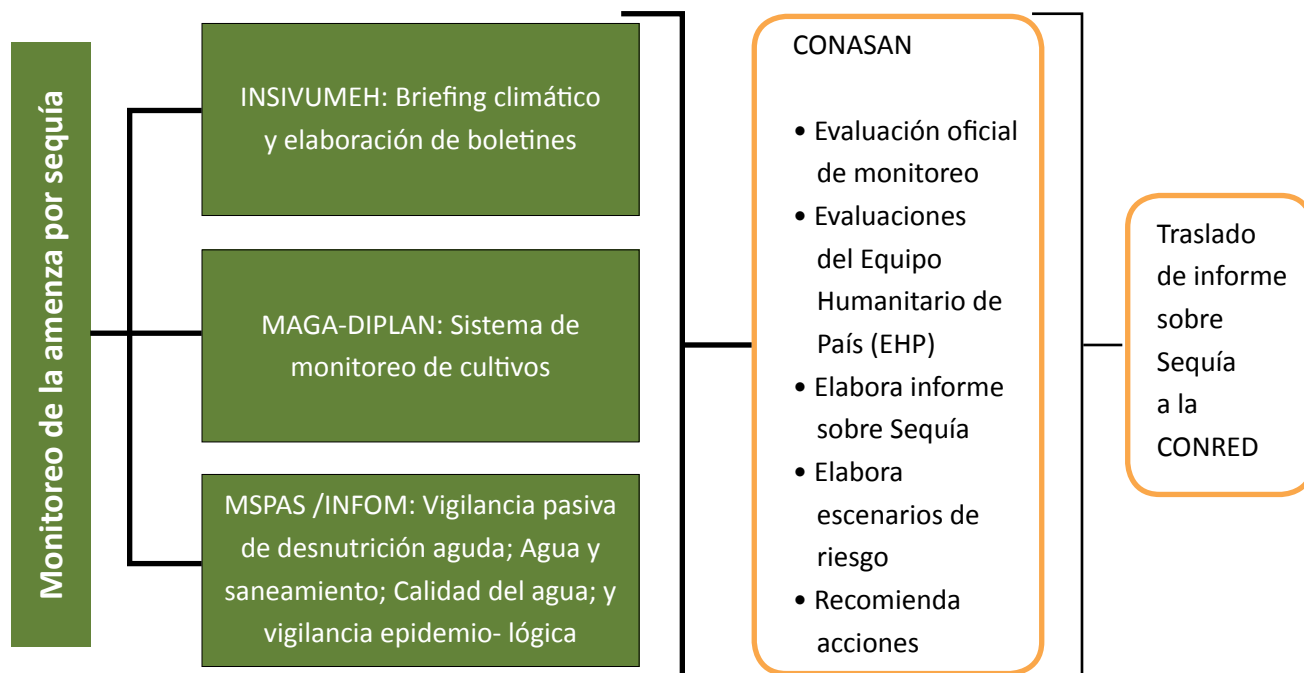 Monitoreo de la amenza por sequía
INSIVUMEH: Briefing climático
y elaboración de boletines
MAGA-DIPLAN: Sistema de
monitoreo de cultivos
MSPAS /INFOM: Vigilancia pasiva
de desnutrición aguda; Agua y
saneamiento; Calidad del agua; y
vigilancia epidemio- lógica
CONASAN
• Evaluación oficial
de monitoreo
• Evaluaciones
del Equipo
Humanitario de
País (EHP)
• Elabora informe
sobre Sequía
• Elabora
escenarios de
riesgo
• Recomienda
acciones
Traslado
de informe
sobre
Sequía
a la
CONRED